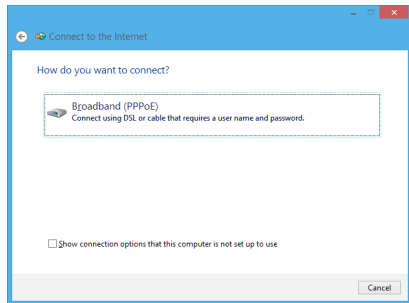 Connect to the Internet
How do you want to connect?
Broadband (PPPoE)
Connect using DSL or cable that requires a user name and password.
Show connection options that this computer is not set up to use
Cancel